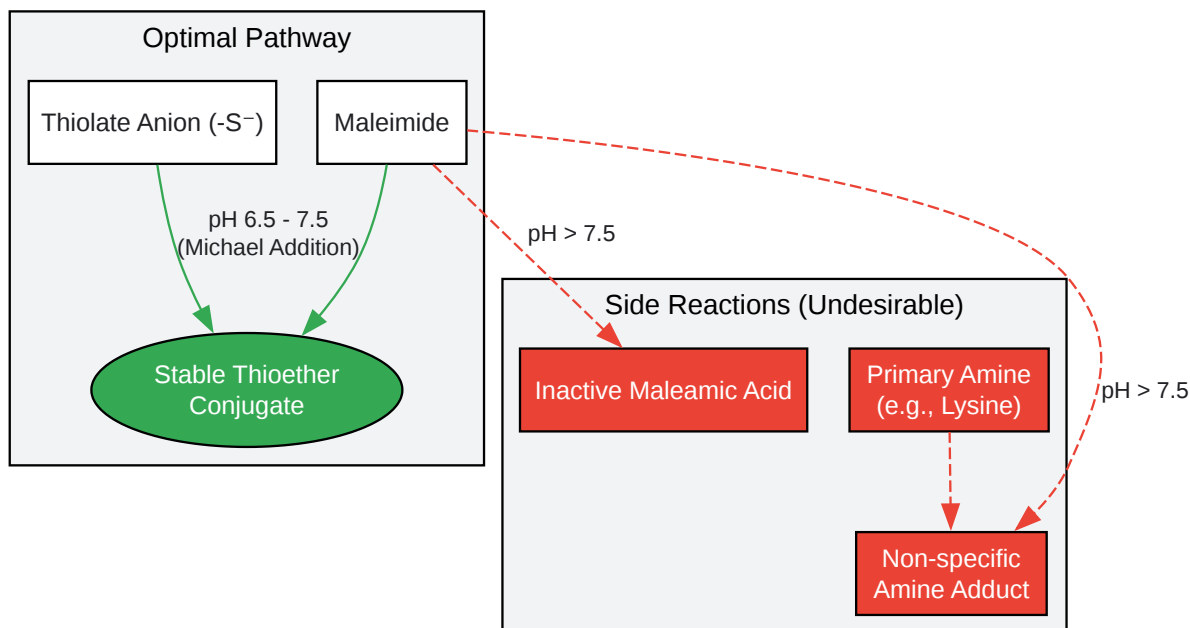 Optimal Pathway
Thiolate Anion (-S⁻)
Maleimide
pH 6.5 - 7.5
(Michael Addition)
pH > 7.5
Stable Thioether
Conjugate
Side Reactions (Undesirable)
Inactive Maleamic Acid
Primary Amine
(e.g., Lysine)
pH > 7.5
Non-specific
Amine Adduct